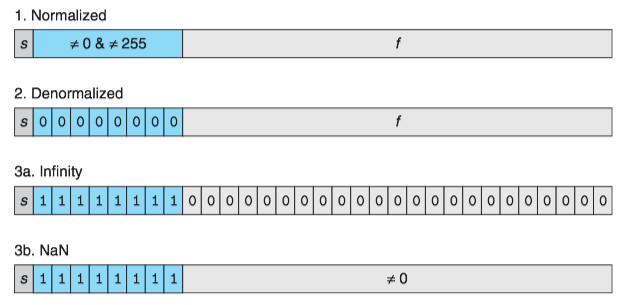 1. Normalized
s ≠ 0 & ≠ 255 f
2. Denormalized
s 0 0 0 0 0 0 0 0 f
3a. Infinity
s 1 1 1 1 1 1 1 1 0 0 0 0 0 0 0 0 0 0 0 0 0 0 0 0 0 0 0 0 0 0 0
3b. NaN
s 1 1 1 1 1 1 1 1 ≠ 0